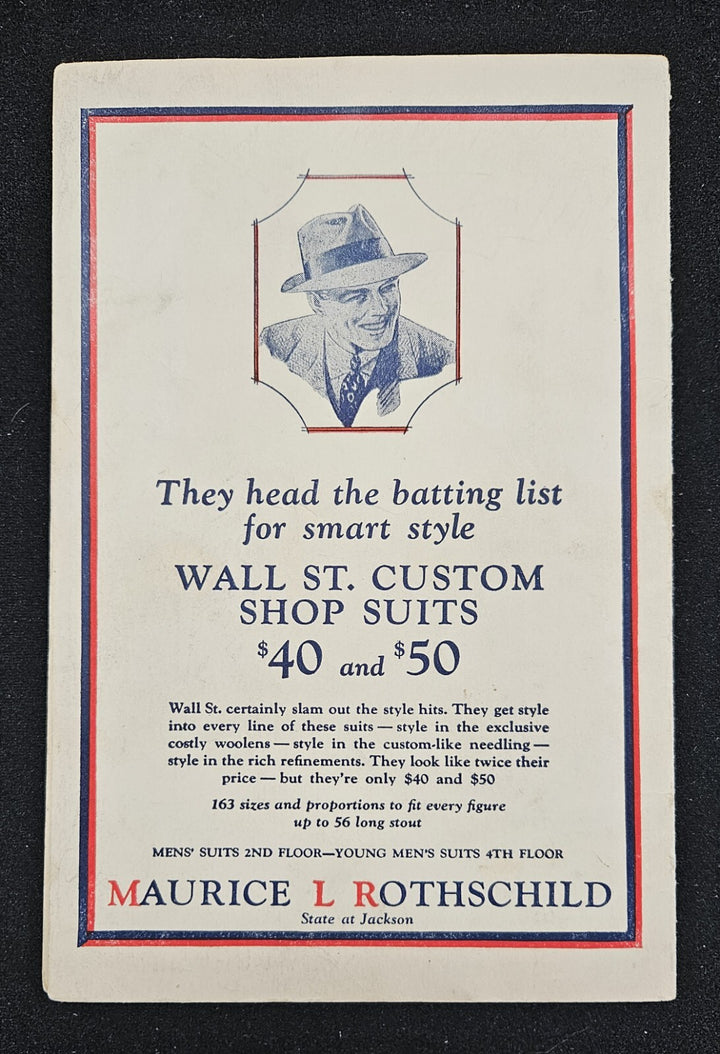 They head the batting list
for smart style
WALL ST. CUSTOM
SHOP SUITS
$40 and $50
Wall St. certainly slam out the style hits. They get style
into every line of these suits — style in the exclusive
costly woolens — style in the custom-like needling —
style in the rich refinements. They look like twice their
price — but they're only $40 and $50
163 sizes and proportions to fit every figure
up to 56 long stout
MENS' SUITS 2ND FLOOR—YOUNG MEN'S SUITS 4TH FLOOR
MAURICE L ROTHSCHILD
State at Jackson